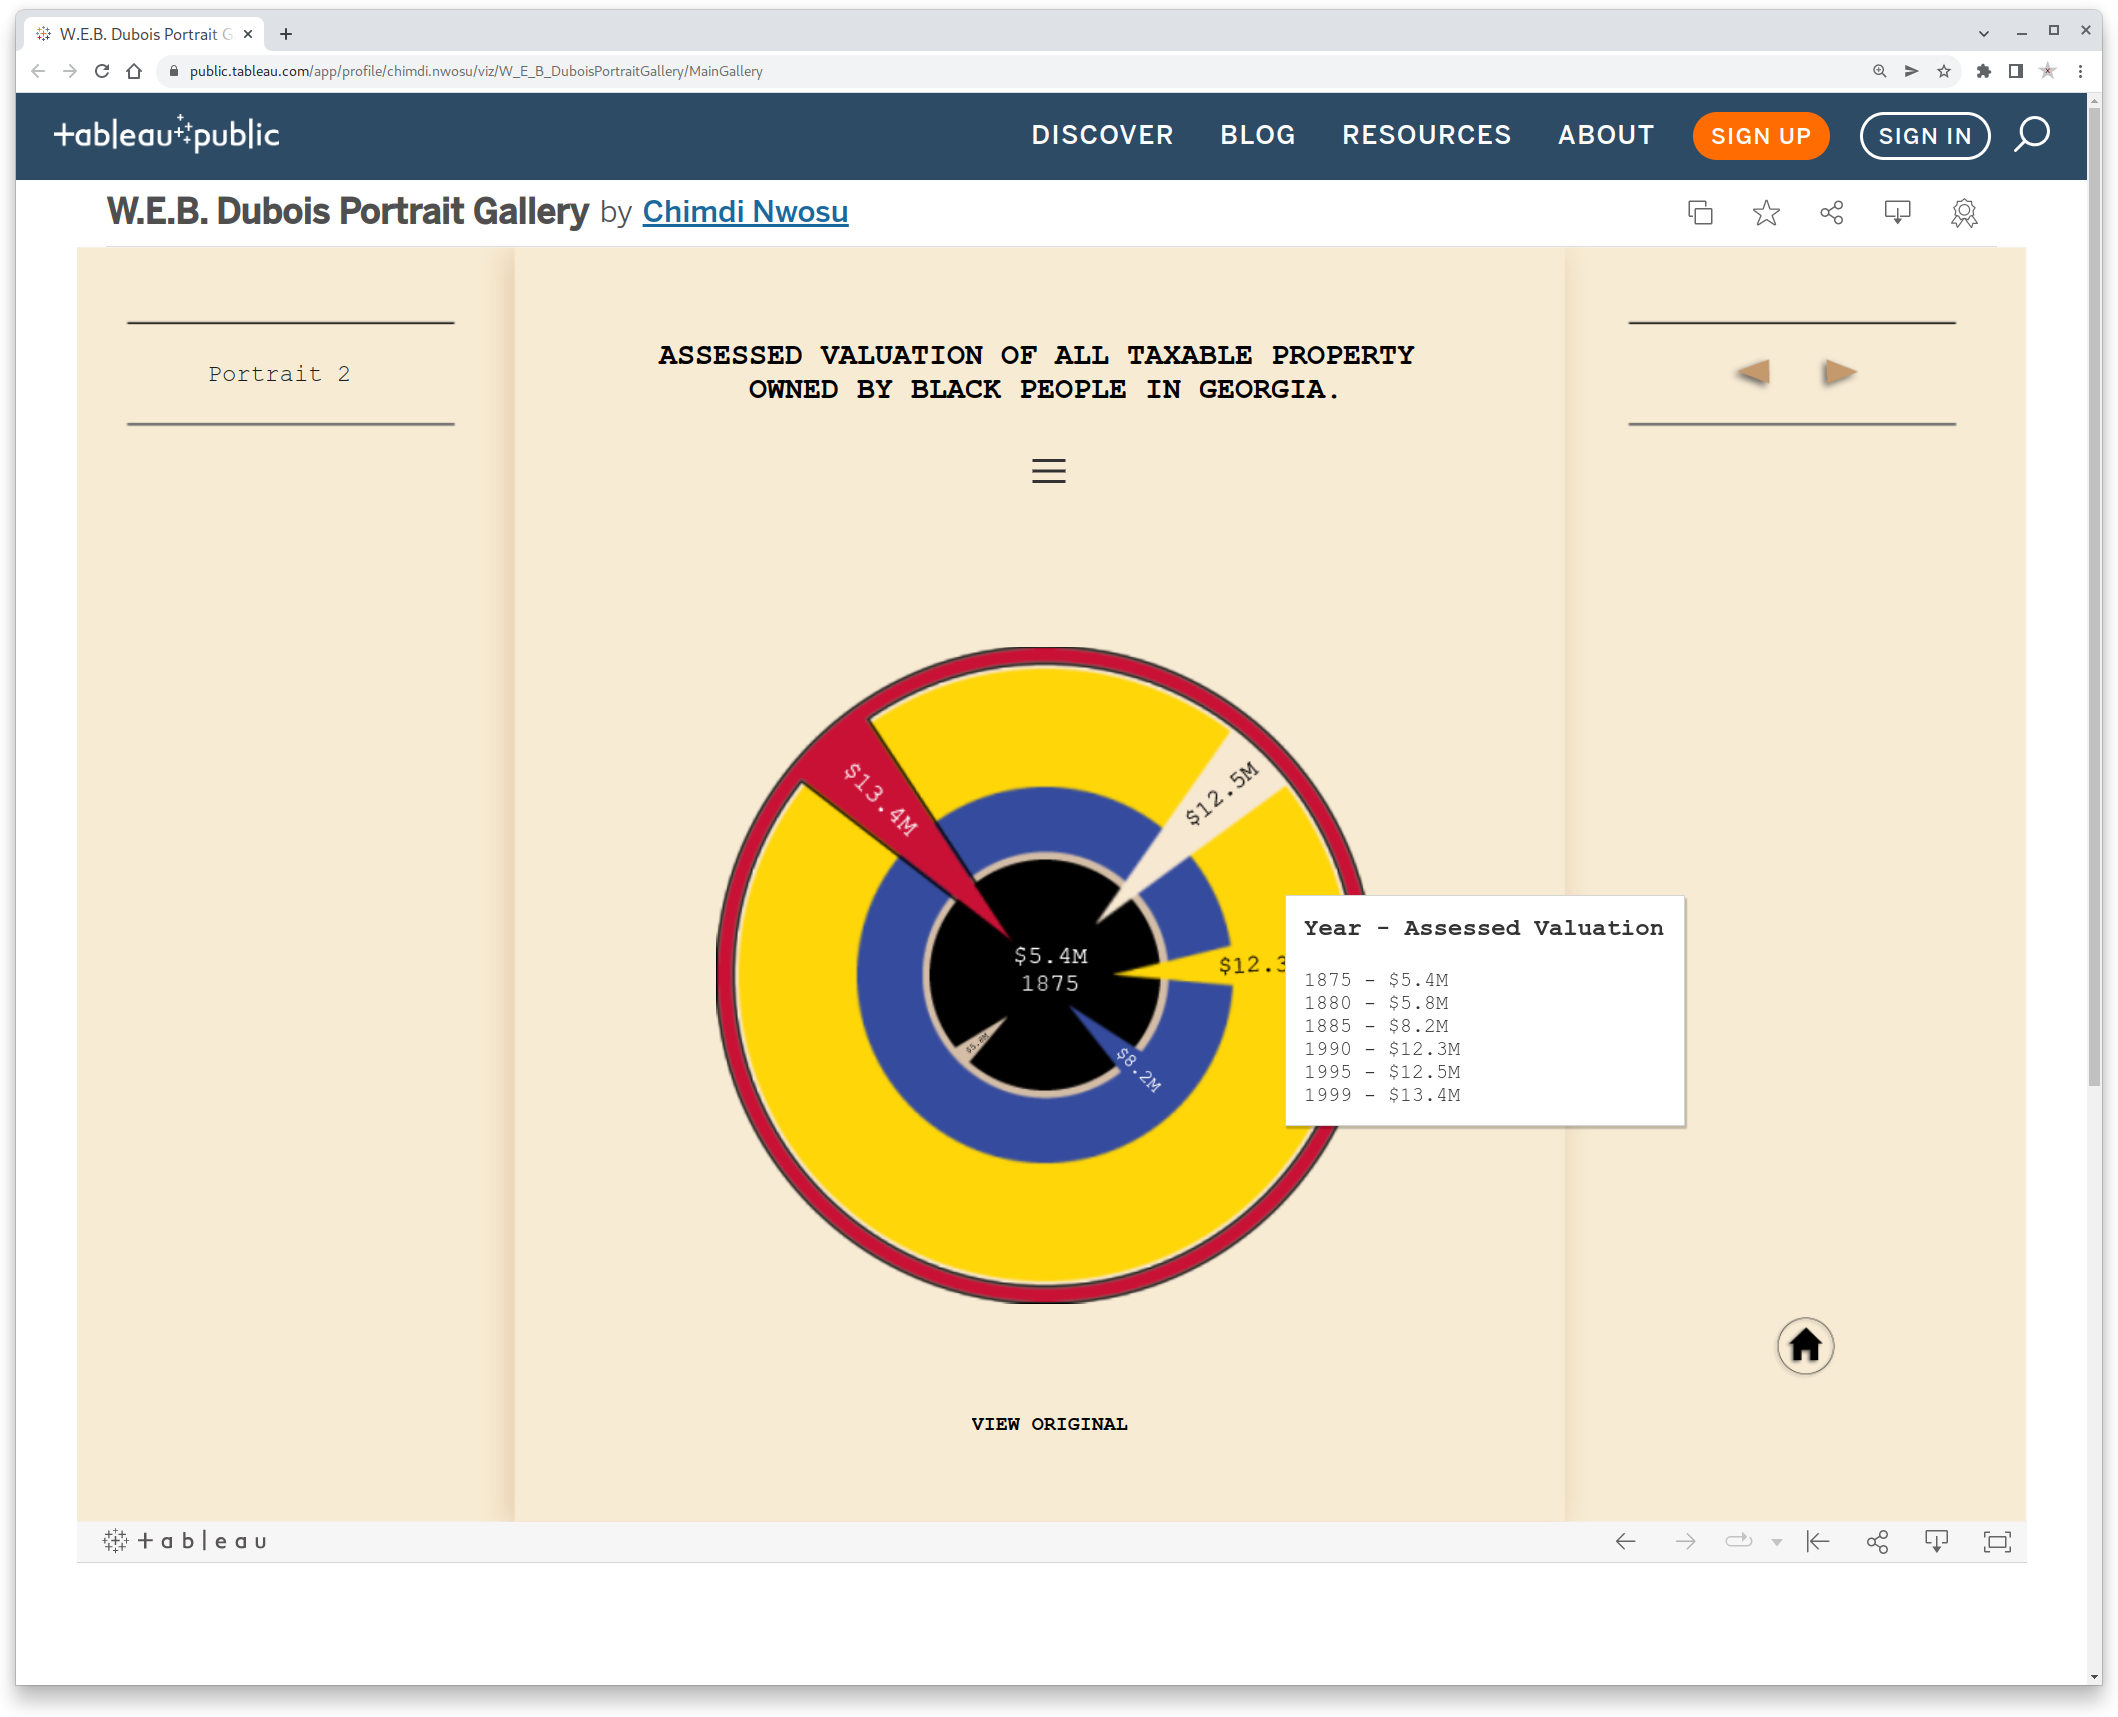 W.E.B. Dubois Portrait G
public.tableau.com/app/profile/chimdi.nwosu/viz/W_E_B_DuboisPortraitGallery/MainGallery
+ableau public
DISCOVER BLOG RESOURCES ABOUT SIGN UP SIGN IN
W.E.B. Dubois Portrait Gallery by Chimdi Nwosu
Portrait 2
ASSESSED VALUATION OF ALL TAXABLE PROPERTY
OWNED BY BLACK PEOPLE IN GEORGIA.
$13.4M
$12.5M
$12.3
$5.4M
1875
$8.2M
Year - Assessed Valuation
1875 - $5.4M
1880 - $5.8M
1885 - $8.2M
1990 - $12.3M
1995 - $12.5M
1999 - $13.4M
VIEW ORIGINAL
+ableau